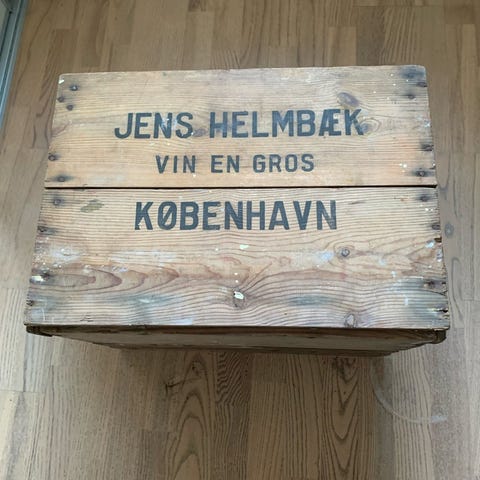 JENS HELMBÆK
VIN EN GROS
KØBENHAVN